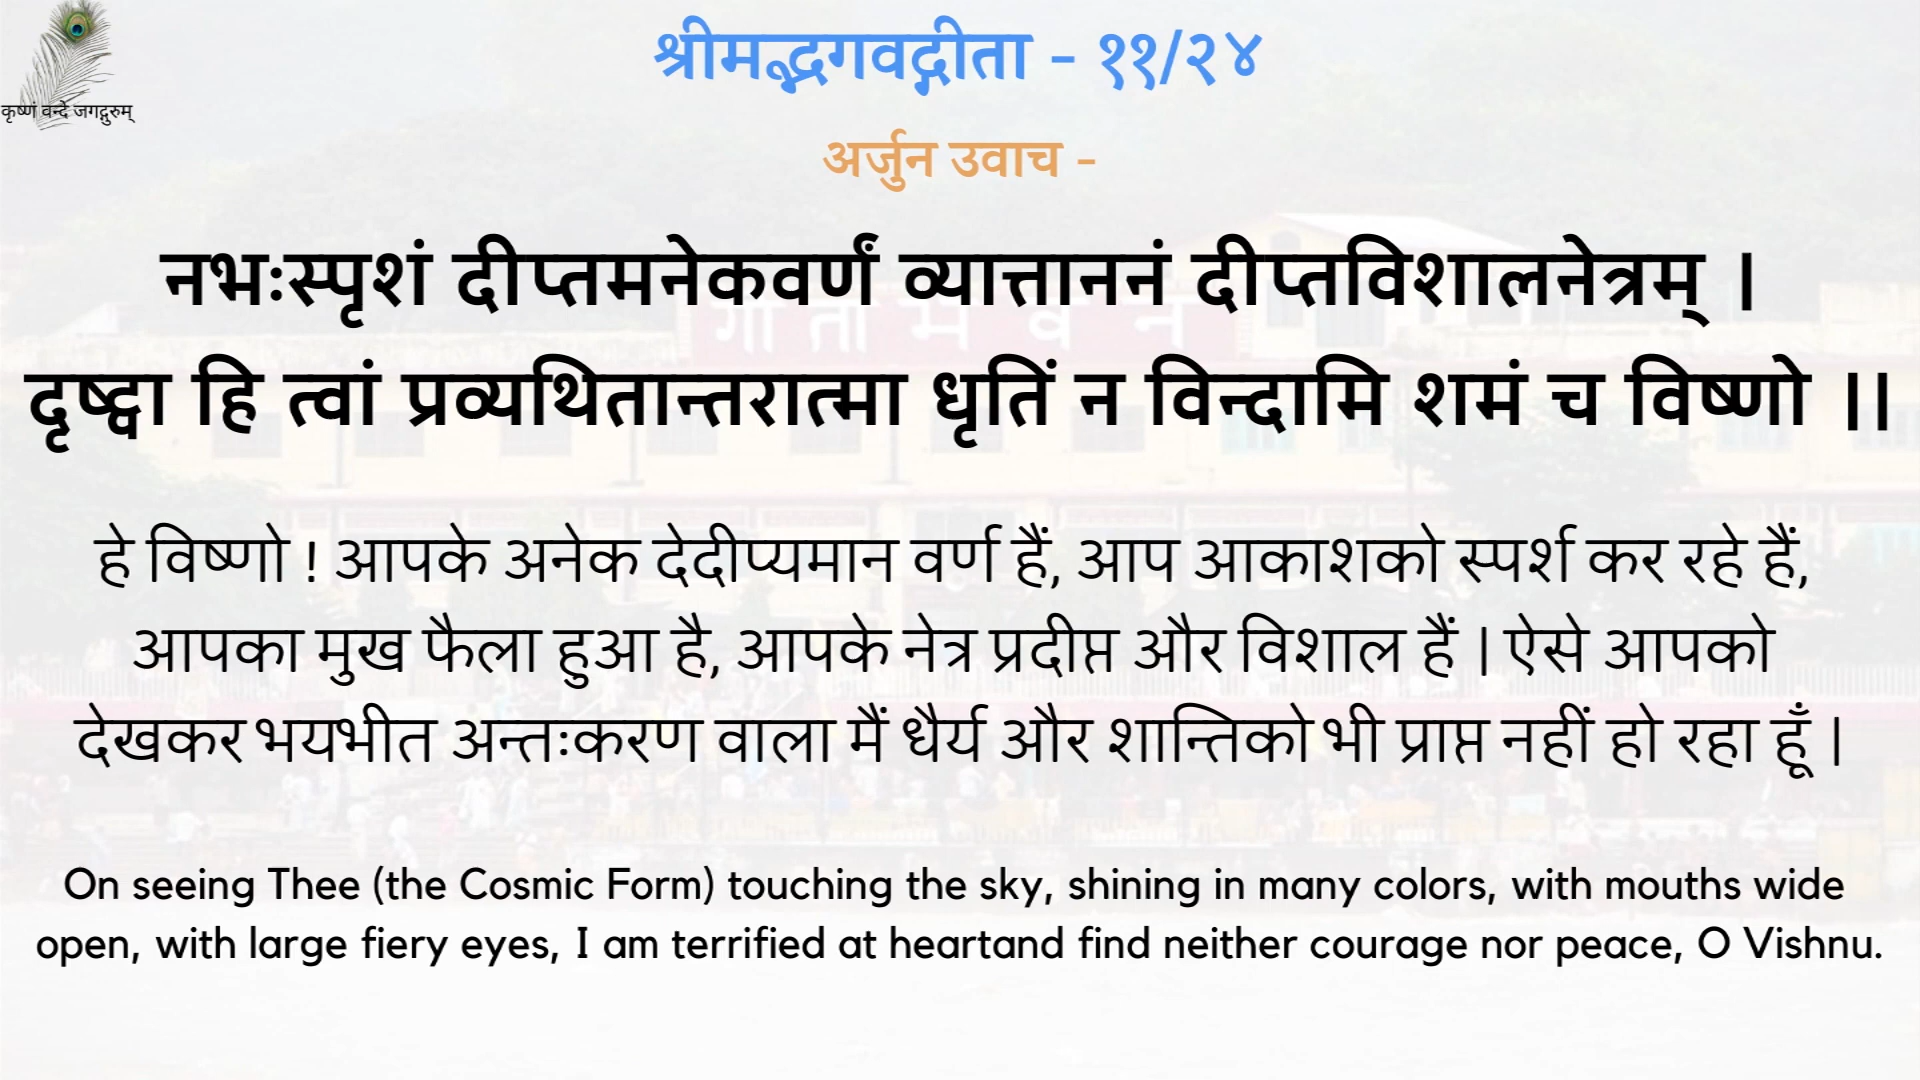 कृष्णं वन्दे जगद्गुरुम्
श्रीमद्भगवद्गीता - ११/२४
अर्जुन उवाच -
नभःस्पृशं दीप्तमनेकवर्णं व्यात्ताननं दीप्तविशालनेत्रम् ।
गीता भवन
दृष्ट्वा हि त्वां प्रव्यथितान्तरात्मा धृतिं न विन्दामि शमं च विष्णो ।।
हे विष्णो ! आपके अनेक देदीप्यमान वर्ण हैं, आप आकाशको स्पर्श कर रहे हैं,
आपका मुख फैला हुआ है, आपके नेत्र प्रदीप्त और विशाल हैं | ऐसे आपको
देखकर भयभीत अन्तःकरण वाला मैं धैर्य और शान्तिको भी प्राप्त नहीं हो रहा हूँ |
On seeing Thee (the Cosmic Form) touching the sky, shining in many colors, with mouths wide
open, with large fiery eyes, I am terrified at heartand find neither courage nor peace, O Vishnu.